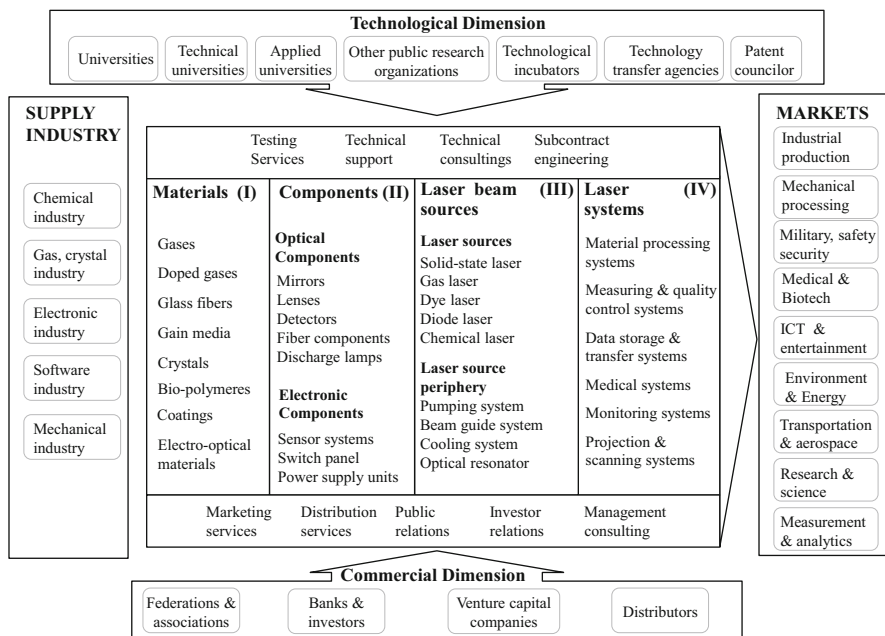 Technological Dimension
Universities
Technical
universities
Applied
universities
Other public research
organizations
Technological
incubators
Technology
transfer agencies
Patent
councilor
SUPPLY
INDUSTRY
Chemical
industry
Gas, crystal
industry
Electronic
industry
Software
industry
Mechanical
industry
Testing
Services
Technical
support
Technical
consultings
Subcontract
engineering
Materials (I)
Gases
Doped gases
Glass fibers
Gain media
Crystals
Bio-polymeres
Coatings
Electro-optical
materials
Components (II)
Optical
Components
Mirrors
Lenses
Detectors
Fiber components
Discharge lamps
Electronic
Components
Sensor systems
Switch panel
Power supply units
Laser beam (III)
sources
Laser sources
Solid-state laser
Gas laser
Dye laser
Diode laser
Chemical laser
Laser source
periphery
Pumping system
Beam guide system
Cooling system
Optical resonator
Laser (IV)
systems
Material processing
systems
Measuring & quality
control systems
Data storage &
transfer systems
Medical systems
Monitoring systems
Projection &
scanning systems
Marketing
services
Distribution
services
Public
relations
Investor
relations
Management
consulting
MARKETS
Industrial
production
Mechanical
processing
Military, safety
security
Medical &
Biotech
ICT &
entertainment
Environment
& Energy
Transportation
& aerospace
Research &
science
Measurement
& analytics
Commercial Dimension
Federations &
associations
Banks &
investors
Venture capital
companies
Distributors